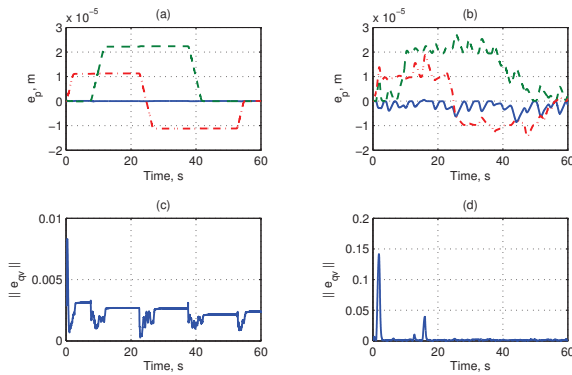 (a)
x 10⁻⁵
3
2
1
0
−1
−2
0 20 40 60
eₚ, m
Time, s
(b)
x 10⁻⁵
3
2
1
0
−1
−2
0 20 40 60
eₚ, m
Time, s
(c)
0.01
0.005
0
0 20 40 60
|| e_qv ||
Time, s
(d)
0.2
0.15
0.1
0.05
0
0 20 40 60
|| e_qv ||
Time, s